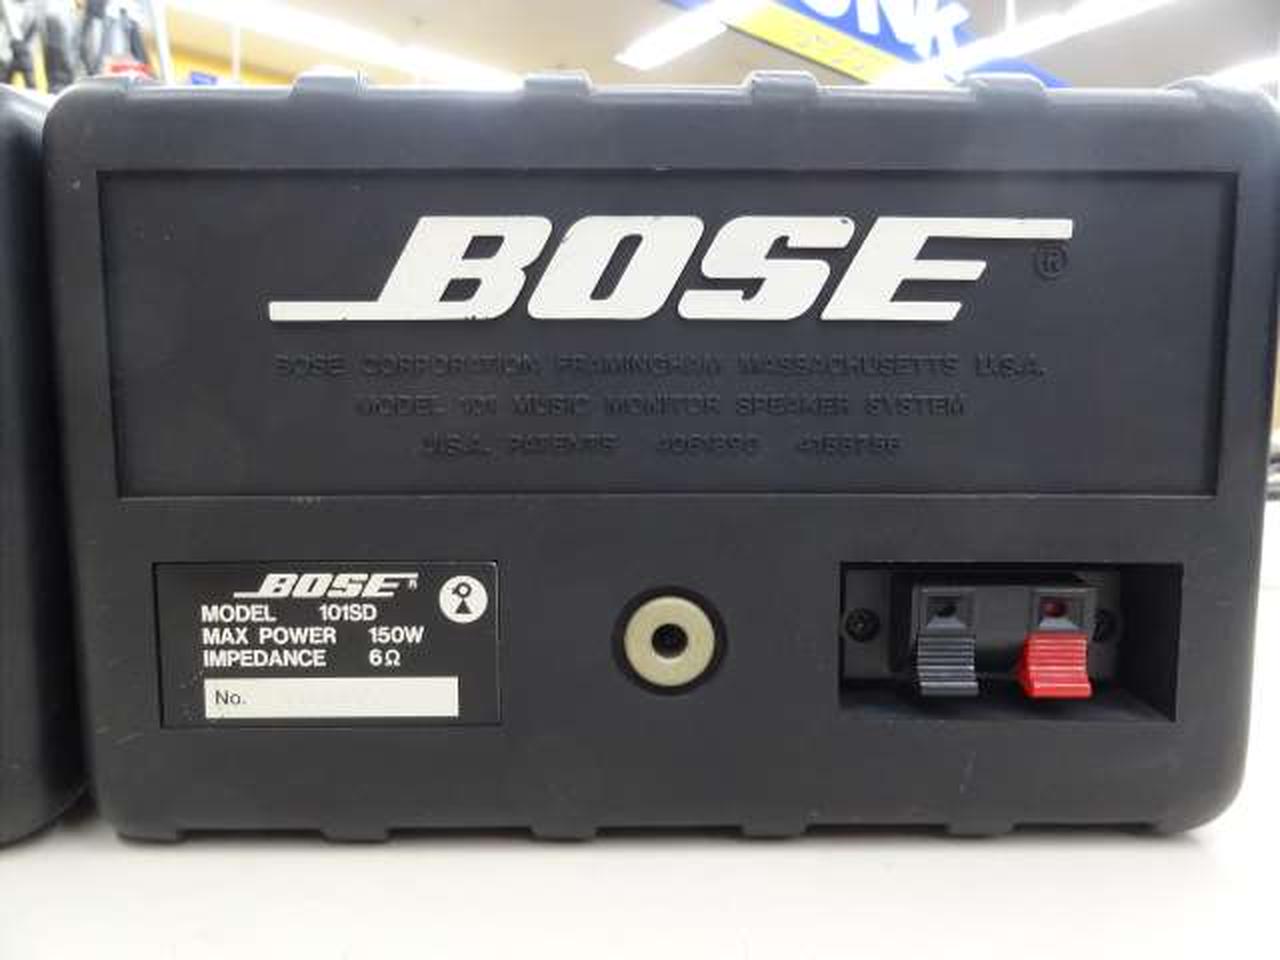 UNK
BOSE ®
BOSE CORPORATION FRAMINGHAM MASSACHUSETTS U.S.A.
MODEL 101 MUSIC MONITOR SPEAKER SYSTEM
U.S.A. PATENTS
BOSE®
MODEL 101SD
MAX POWER 150W
IMPEDANCE 6Ω
No.